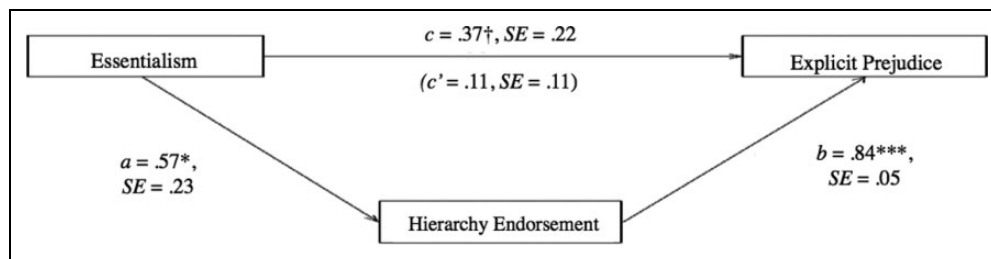 c = .37†, SE = .22
Essentialism
Explicit Prejudice
(c' = .11, SE = .11)
a = .57*,
SE = .23
b = .84***,
SE = .05
Hierarchy Endorsement